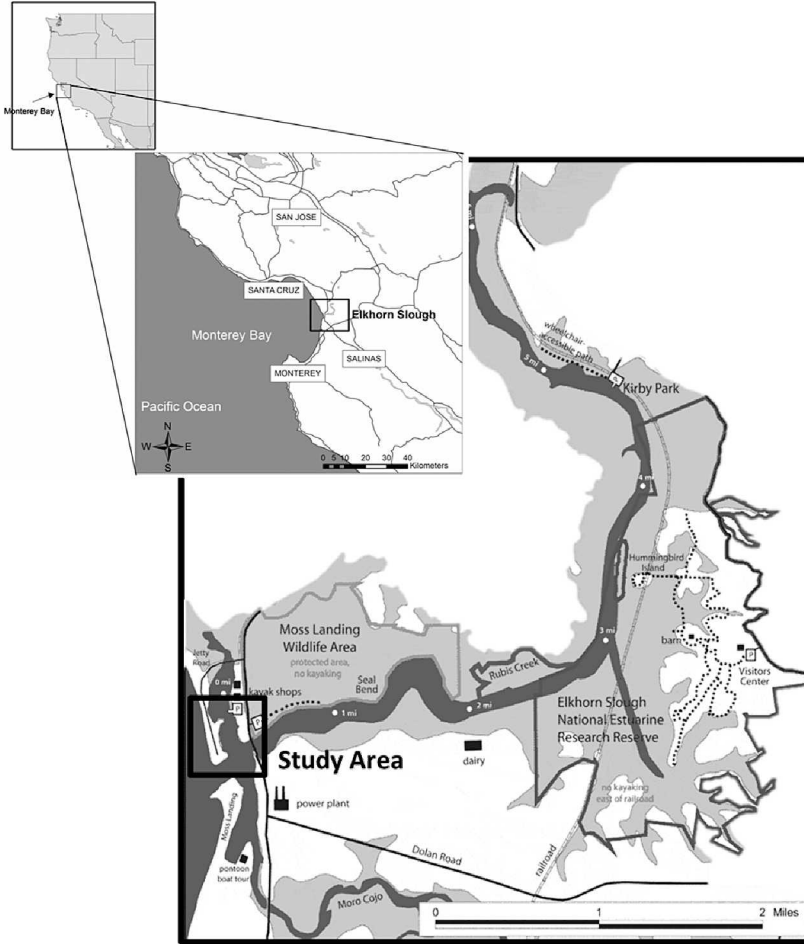 Monterey
Bay
SAN JOSE
SANTA CRUZ
Elkhorn Slough
Monterey Bay
SALINAS
MONTEREY
Pacific Ocean
N
W
E
S
0 5 10 20 30 40
Kilometers
wheelchair-
accessible path
5 mi
P
Kirby Park
4 mi
Hummingbird
Island
Moss Landing
Wildlife Area
protected area,
no kayaking
3 mi
barn
P
Visitors
Center
Jetty
Road
Seal
Bend
Rubis Creek
0 mi
kayak shops
P
P
1 mi
2 mi
Elkhorn Slough
National Estuarine
Research Reserve
Study Area
dairy
no kayaking
east of railroad
power plant
Moss Landing
Dolan Road
railroad
pontoon
boat tour
Moro Cojo
0 1 2 Miles